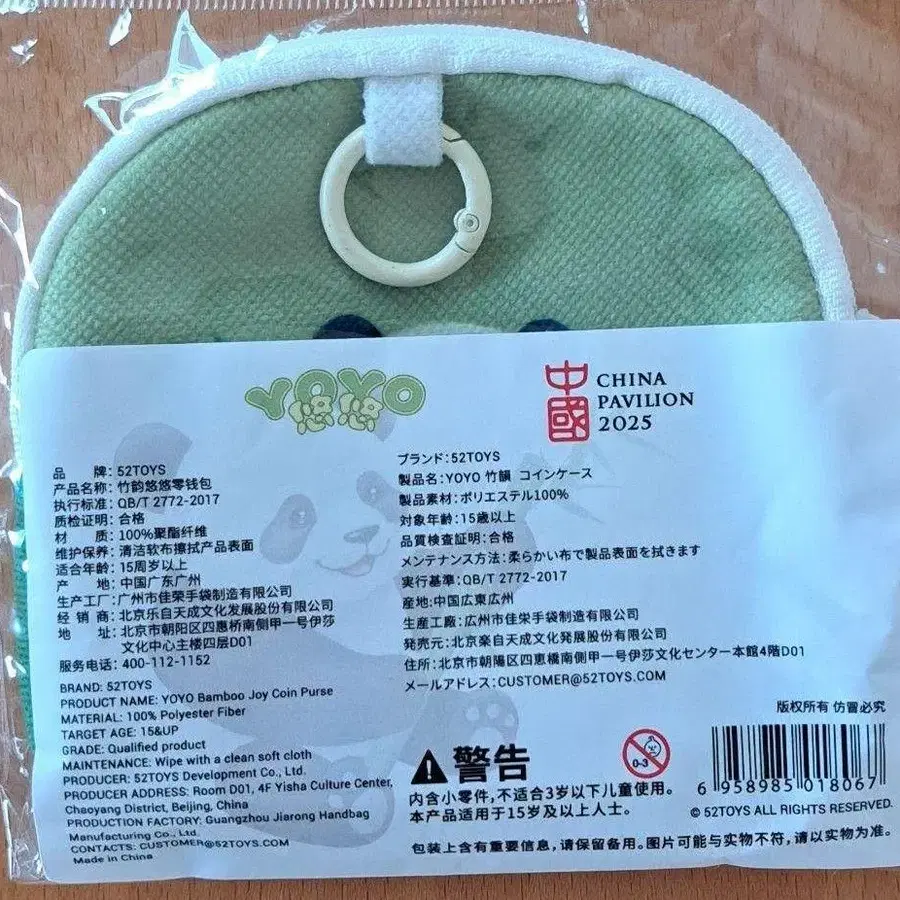 YOYO
悠悠
中國
CHINA
PAVILION
2025
品　　牌: 52TOYS
产品名称: 竹韵悠悠零钱包
执行标准: QB/T 2772-2017
质检证明: 合格
材　　质: 100%聚酯纤维
维护保养: 清洁软布擦拭产品表面
适合年龄: 15周岁以上
产　　地: 中国广东广州
生产工厂: 广州市佳荣手袋制造有限公司
经 销 商: 北京乐自天成文化发展股份有限公司
地　　址: 北京市朝阳区四惠桥南侧甲一号伊莎
文化中心主楼四层D01
服务电话: 400-112-1152
BRAND: 52TOYS
PRODUCT NAME: YOYO Bamboo Joy Coin Purse
MATERIAL: 100% Polyester Fiber
TARGET AGE: 15&UP
GRADE: Qualified product
MAINTENANCE: Wipe with a clean soft cloth
PRODUCER: 52TOYS Development Co., Ltd.
PRODUCER ADDRESS: Room D01, 4F Yisha Culture Center,
Chaoyang District, Beijing, China
PRODUCTION FACTORY: Guangzhou Jiarong Handbag
Manufacturing Co., Ltd.
CONTACTS: CUSTOMER@52TOYS.COM
Made in China
ブランド: 52TOYS
製品名: YOYO 竹韻 コインケース
製品素材: ポリエステル100%
対象年齢: 15歳以上
品質検査証明: 合格
メンテナンス方法: 柔らかい布で製品表面を拭きます
実行基準: QB/T 2772-2017
産地: 中国広東広州
生産工廠: 広州市佳栄手袋制造有限公司
発売元: 北京楽自天成文化発展股份有限公司
住所: 北京市朝陽区四恵橋南側甲一号伊莎文化センター本館4階D01
メールアドレス: CUSTOMER@52TOYS.COM
版权所有 仿冒必究
警告
0-3
内含小零件,不适合3岁以下儿童使用。
本产品适用于15岁及以上人士。
6 958985 018067
© 52TOYS ALL RIGHTS RESERVED.
包装上含有重要信息,请保留备用。图片可能与实物不符,请以实物为准。